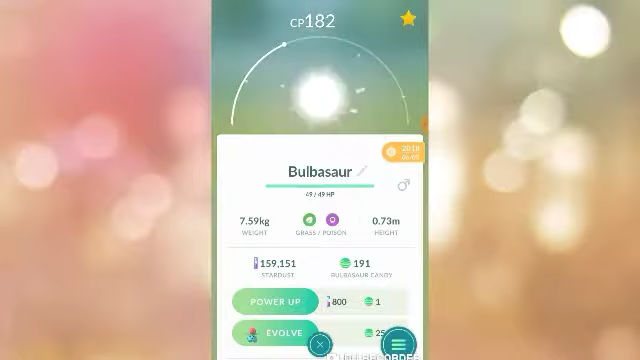 CP182
2018
Bulbasaur
49 / 49 HP
7.59kg
0.73m
WEIGHT
GRASS / POISON
HEIGHT
159,151
191
STARDUST
BULBASAUR CANDY
POWER UP
800
1
EVOLVE
25